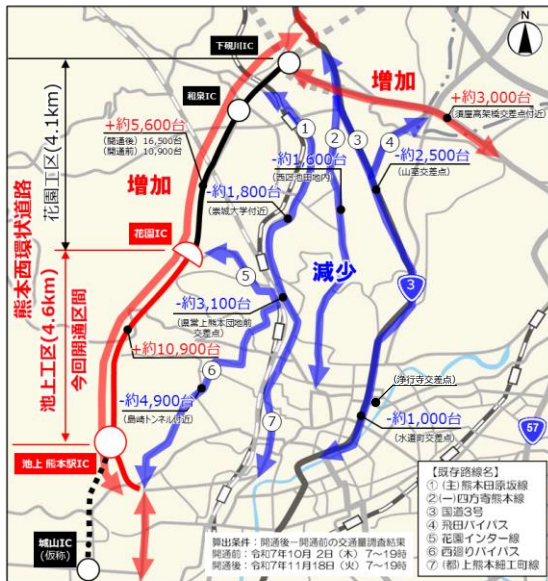 下硯川IC
和泉IC
花園工区(4.1km)
熊本西環状道路
+約5,600台
(開通後) 16,500台
(開通前) 10,900台
増加
花園IC
池上工区(4.6km)
今回開通区間
+約10,900台
池上 熊本駅IC
城山IC
(仮称)
N
増加
+約3,000台
(須屋高架橋交差点付近)
①
②
③
④
-約1,600台
(西区池田地内)
-約2,500台
(山室交差点)
-約1,800台
(崇城大学付近)
減少
3
⑤
-約3,100台
(県営上熊本団地前
交差点)
⑥
-約4,900台
(島崎トンネル付近)
⑦
(浄行寺交差点)
-約1,000台
(水道町交差点)
57
【既存路線名】
①(主)熊本田原坂線
②(一)四方寄熊本線
③ 国道3号
④ 飛田バイパス
⑤ 花園インター線
⑥ 西廻りバイパス
⑦ (都)上熊本細工町線
算出条件：開通後－開通前の交通量調査結果
開通前：令和7年10月 2日（木）7～19時
開通後：令和7年11月18日（火）7～19時